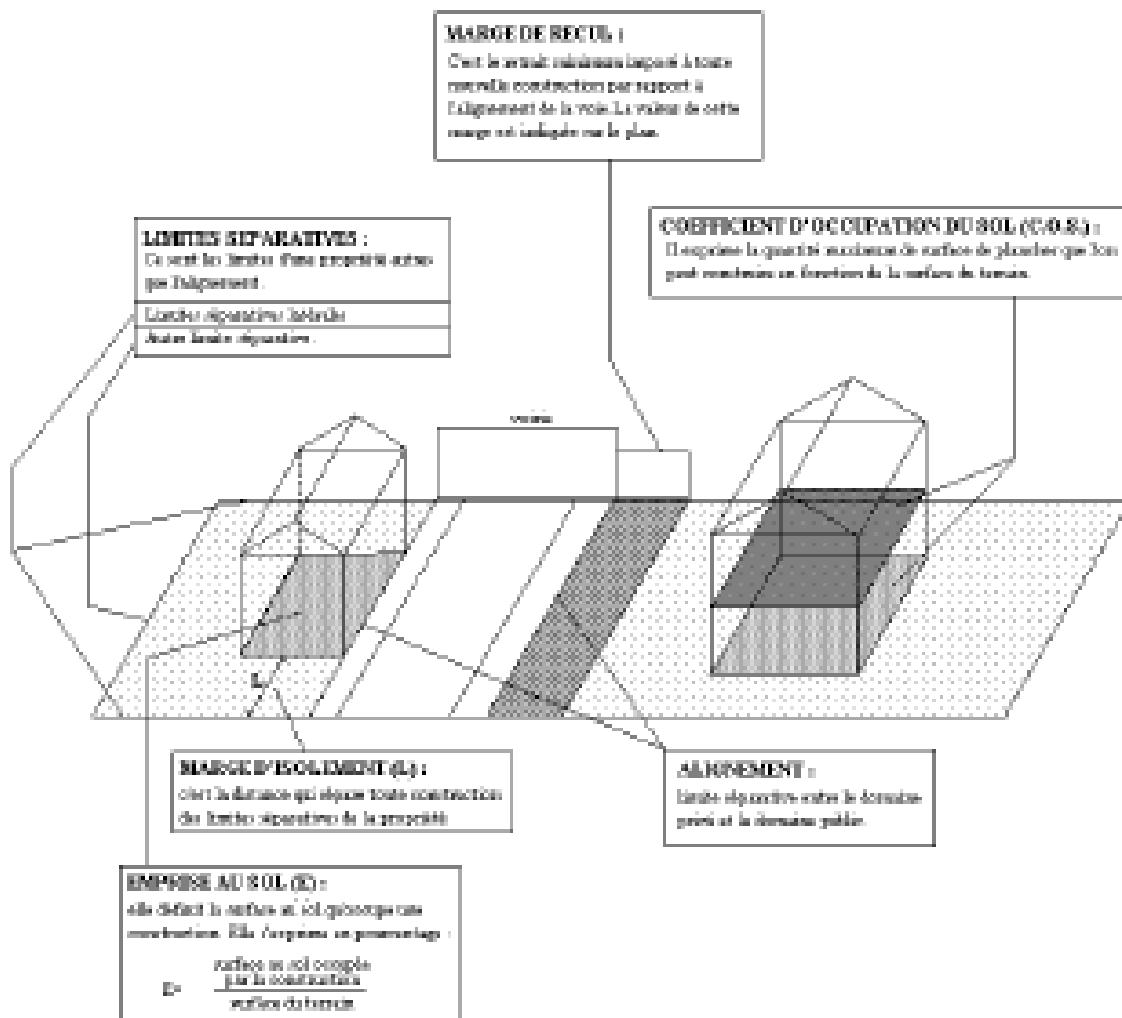 MARGE DE RECUL :
C'est le retrait minimum imposé à toute
nouvelle construction par rapport à
l'alignement de la voie. La valeur de cette
marge est indiquée sur le plan.
LIMITES SEPARATIVES :
Ce sont les limites d'une propriété autres
que l'alignement.
Limites séparatives latérales
Autre limite séparative.
COEFFICIENT D'OCCUPATION DU SOL (C.O.S.) :
Il exprime la quantité maximum de surface de plancher que l'on
peut construire en fonction de la surface du terrain.
L
MARGE D'ISOLEMENT (L) :
c'est la distance qui sépare toute construction
des limites séparatives de la propriété
ALIGNEMENT :
limite séparative entre le domaine
privé et le domaine public.
EMPRISE AU SOL (E) :
elle définit la surface au sol qu'occupe une
construction. Elle s'exprime en pourcentage :
surface au sol occupée
par la construction
E=
surface du terrain